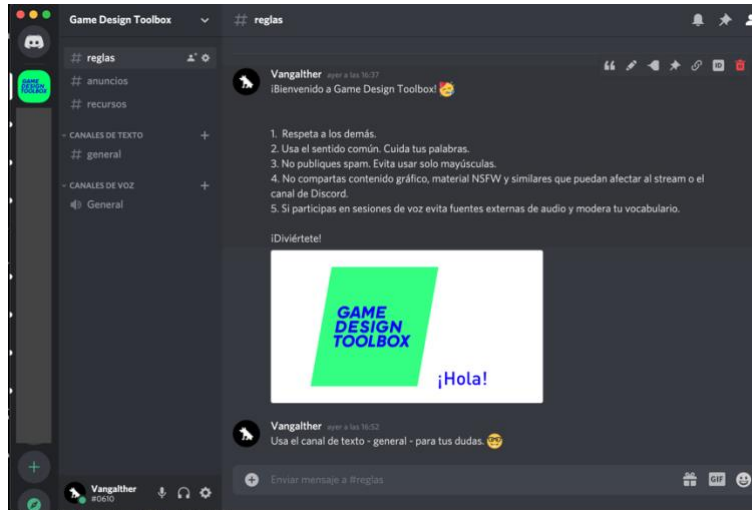 Game Design Toolbox
# reglas
# reglas
# anuncios
# recursos
CANALES DE TEXTO
# general
CANALES DE VOZ
General
GAME
DESIGN
TOOLBOX
Vangalther ayer a las 16:37
¡Bienvenido a Game Design Toolbox!
1. Respeta a los demás.
2. Usa el sentido común. Cuida tus palabras.
3. No publiques spam. Evita usar solo mayúsculas.
4. No compartas contenido gráfico, material NSFW y similares que puedan afectar al stream o el
canal de Discord.
5. Si participas en sesiones de voz evita fuentes externas de audio y modera tu vocabulario.
¡Diviértete!
GAME
DESIGN
TOOLBOX
¡Hola!
Vangalther ayer a las 16:52
Usa el canal de texto - general - para tus dudas.
Enviar mensaje a #reglas
GIF
Vangalther
#0610
ID